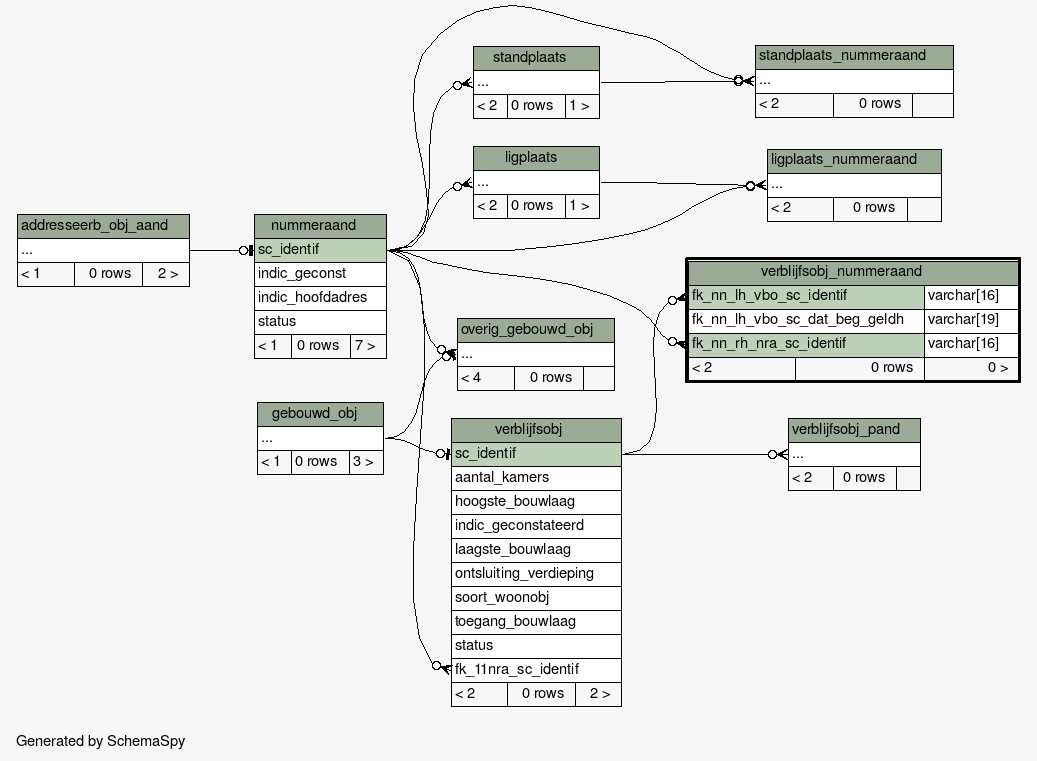 standplaats
...
< 2 0 rows 1 >
standplaats_nummeraand
...
< 2 0 rows
ligplaats
...
< 2 0 rows 1 >
ligplaats_nummeraand
...
< 2 0 rows
addresseerb_obj_aand
...
< 1 0 rows 2 >
nummeraand
sc_identif
indic_geconst
indic_hoofdadres
status
< 1 0 rows 7 >
verblijfsobj_nummeraand
fk_nn_lh_vbo_sc_identif varchar[16]
fk_nn_lh_vbo_sc_dat_beg_geldh varchar[19]
fk_nn_rh_nra_sc_identif varchar[16]
< 2 0 rows 0 >
overig_gebouwd_obj
...
< 4 0 rows
gebouwd_obj
...
< 1 0 rows 3 >
verblijfsobj
sc_identif
aantal_kamers
hoogste_bouwlaag
indic_geconstateerd
laagste_bouwlaag
ontsluiting_verdieping
soort_woonobj
toegang_bouwlaag
status
fk_11nra_sc_identif
< 2 0 rows 2 >
verblijfsobj_pand
...
< 2 0 rows
Generated by SchemaSpy